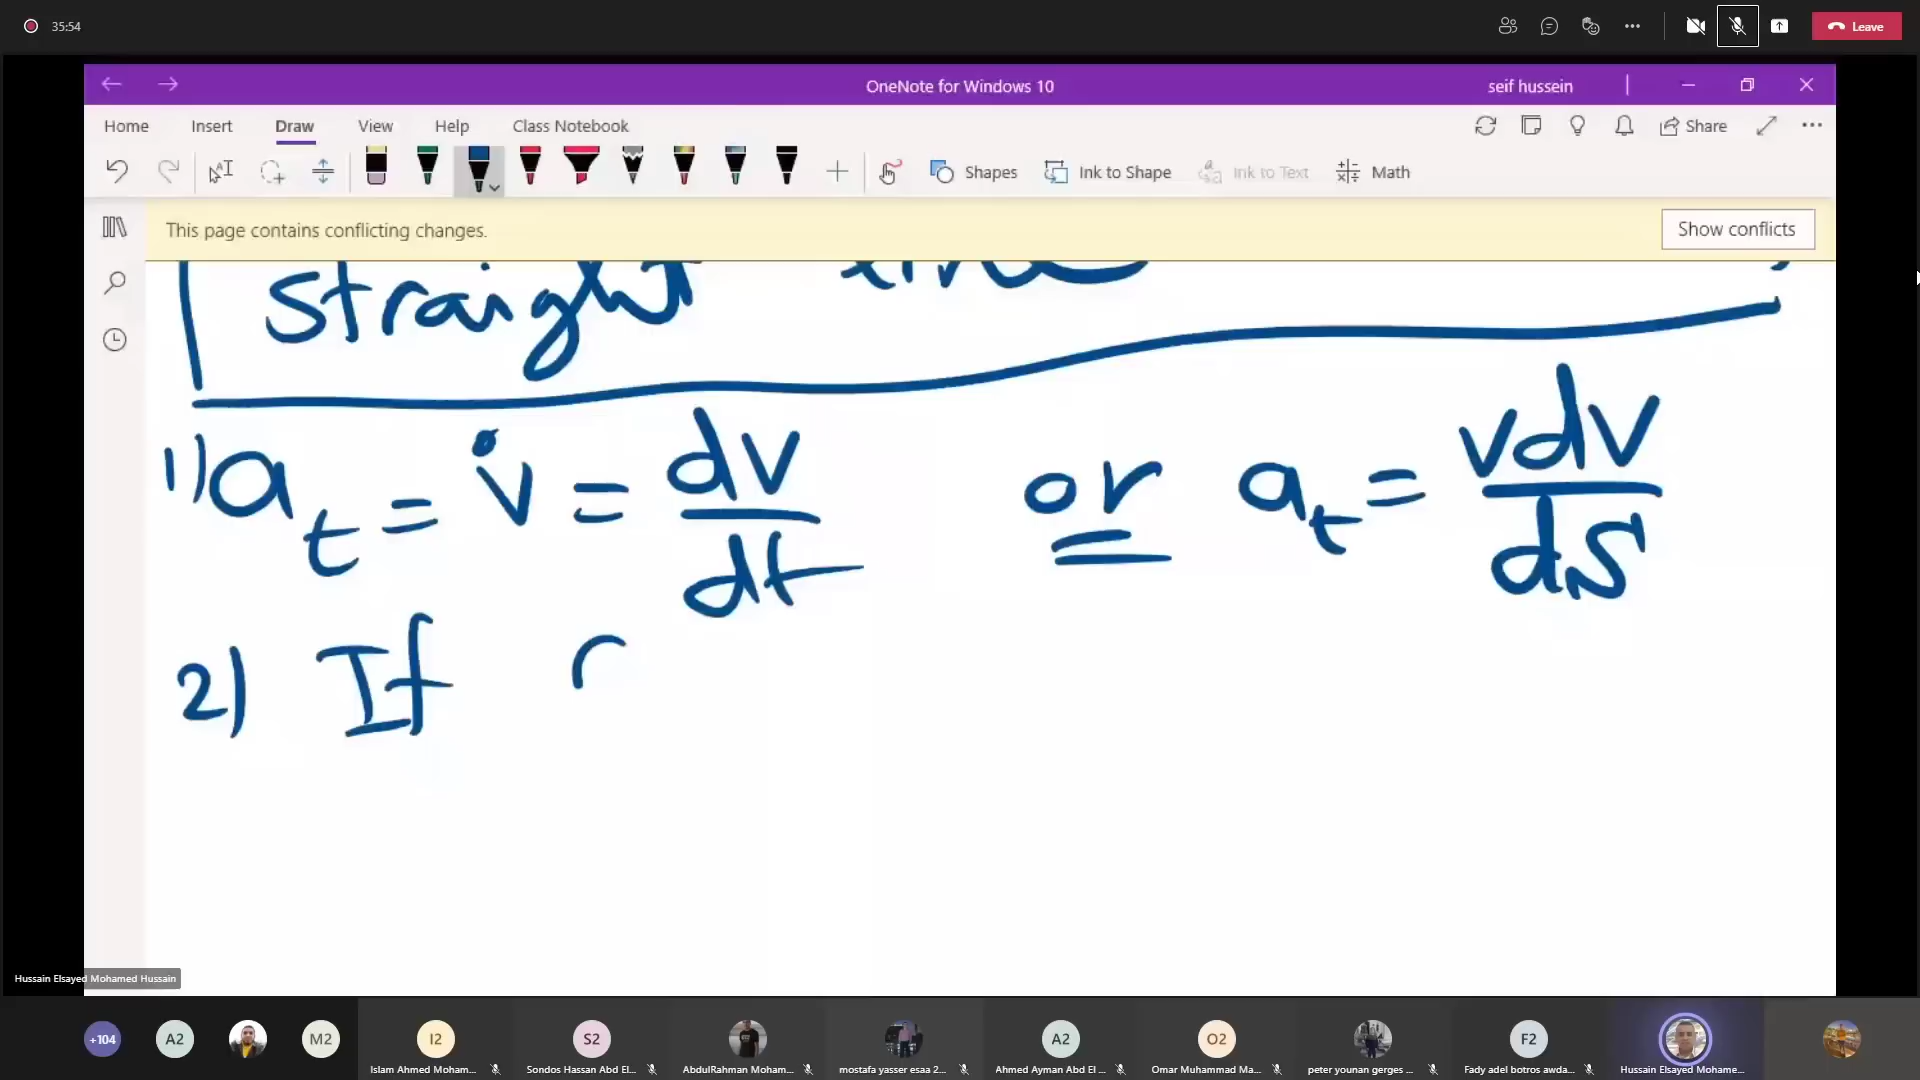 35:54
Leave
OneNote for Windows 10
seif hussein
Home Insert Draw View Help Class Notebook
Share
Shapes Ink to Shape Ink to Text Math
This page contains conflicting changes.
Show conflicts
straight line
1) a_t = v̇ = dv/dt or a_t = vdv/ds
2) If
Hussain Elsayed Mohamed Hussain
+104 A2 M2 I2 S2 A2 O2 F2
Islam Ahmed Moham... Sondos Hassan Abd El... AbdulRahman Moham... mostafa yasser esaa 2... Ahmed Ayman Abd El ... Omar Muhammad Ma... peter younan gerges ... Fady adel botros awda... Hussain Elsayed Mohame...